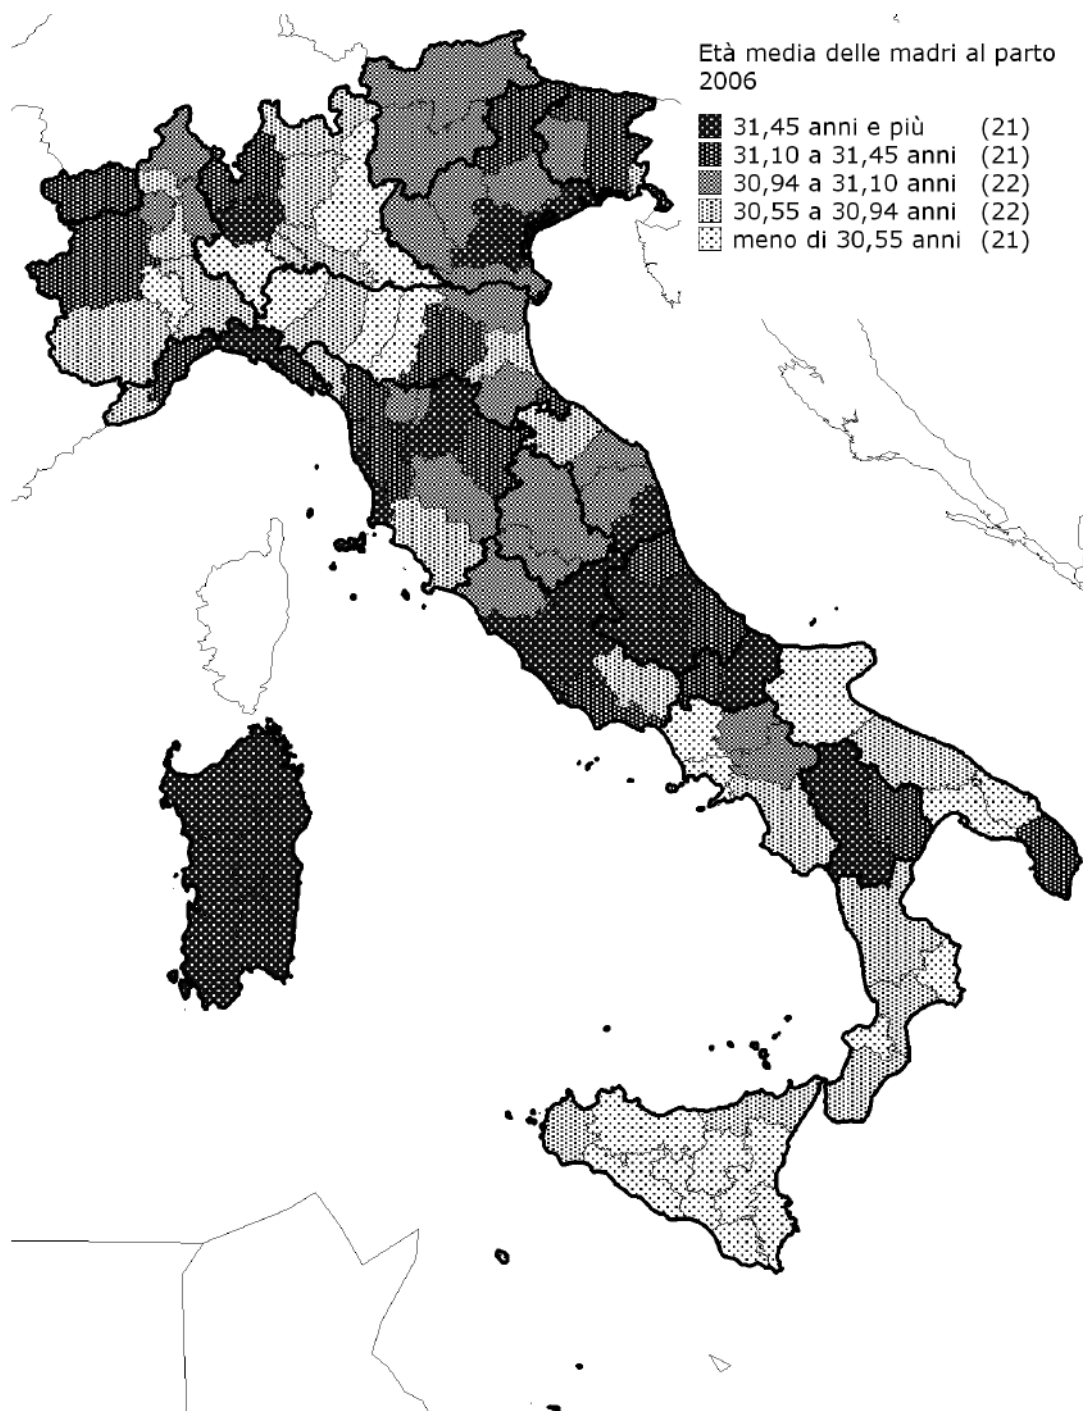 Età media delle madri al parto
2006
31,45 anni e più (21)
31,10 a 31,45 anni (21)
30,94 a 31,10 anni (22)
30,55 a 30,94 anni (22)
meno di 30,55 anni (21)